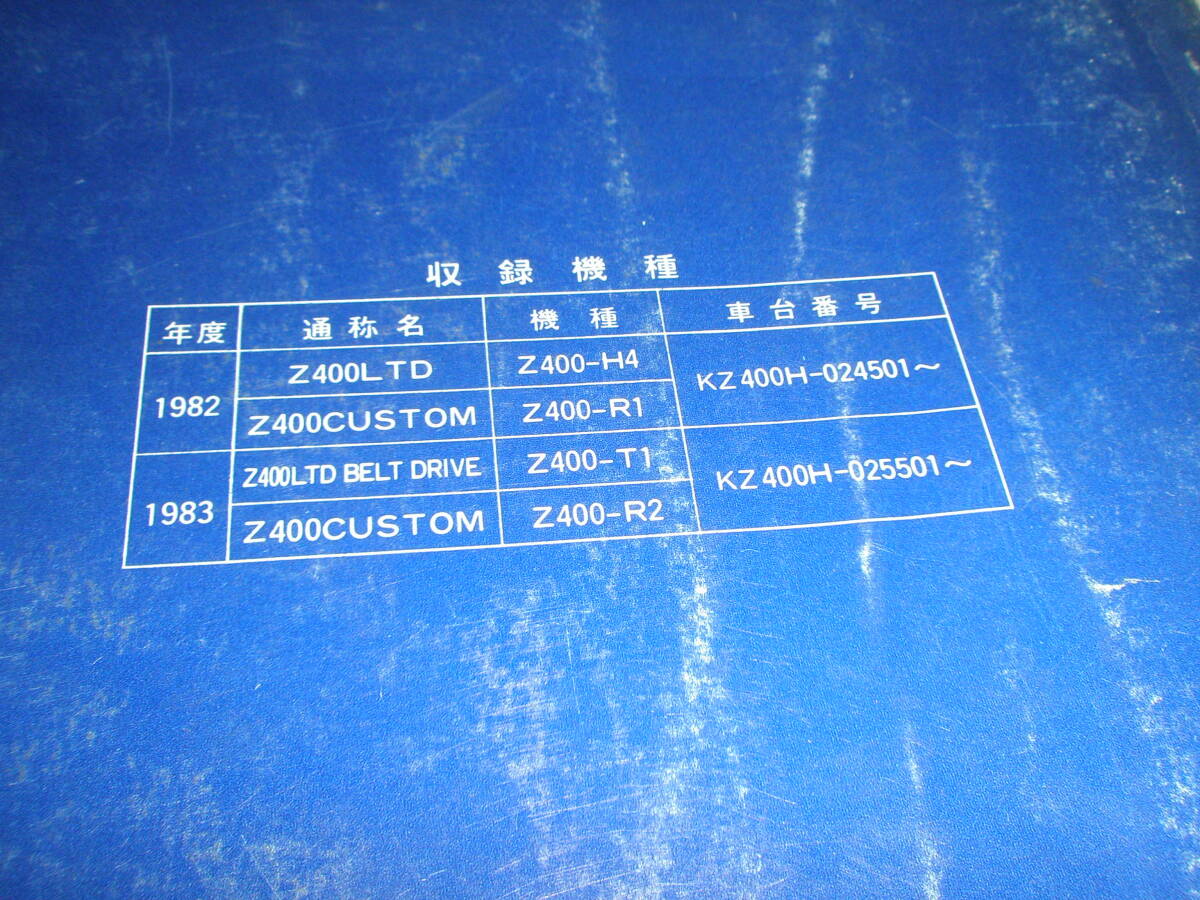 収録機種
年度 通称名 機種 車台番号
1982 Z400LTD Z400-H4 KZ400H-024501～
Z400CUSTOM Z400-R1
1983 Z400LTD BELT DRIVE Z400-T1 KZ400H-025501～
Z400CUSTOM Z400-R2